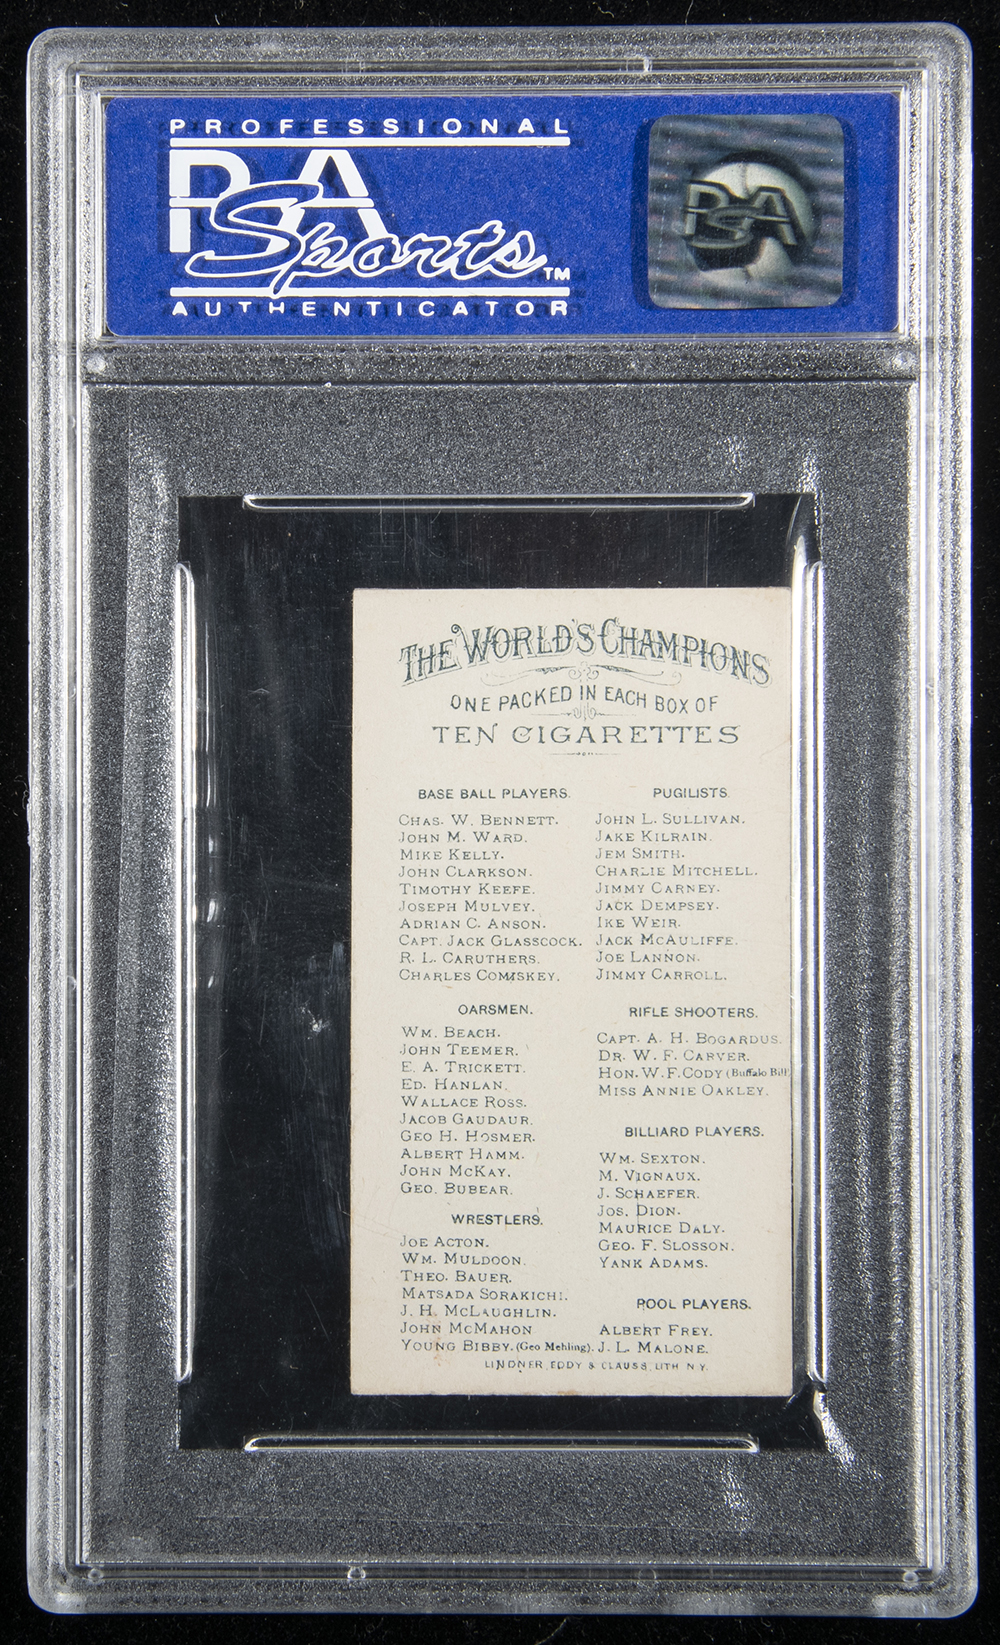 PROFESSIONAL
PSA
Sports™
AUTHENTICATOR
PSA
THE WORLD'S CHAMPIONS
ONE PACKED IN EACH BOX OF
TEN CIGARETTES
BASE BALL PLAYERS.
CHAS. W. BENNETT.
JOHN M. WARD.
MIKE KELLY.
JOHN CLARKSON.
TIMOTHY KEEFE.
JOSEPH MULVEY.
ADRIAN C. ANSON.
CAPT. JACK GLASSCOCK.
R. L. CARUTHERS.
CHARLES COMISKEY.
OARSMEN.
WM. BEACH.
JOHN TEEMER.
E. A. TRICKETT.
ED. HANLAN.
WALLACE ROSS.
JACOB GAUDAUR.
GEO H. HOSMER.
ALBERT HAMM.
JOHN McKAY.
GEO. BUBEAR.
WRESTLERS.
JOE ACTON.
WM. MULDOON.
THEO. BAUER.
MATSADA SORAKICHI.
J. H. McLAUGHLIN.
JOHN McMAHON
YOUNG BIBBY. (Geo Mehling).
PUGILISTS.
JOHN L. SULLIVAN.
JAKE KILRAIN.
JEM SMITH.
CHARLIE MITCHELL.
JIMMY CARNEY.
JACK DEMPSEY.
IKE WEIR.
JACK McAULIFFE.
JOE LANNON.
JIMMY CARROLL.
RIFLE SHOOTERS.
CAPT. A. H. BOGARDUS.
DR. W. F. CARVER.
HON. W. F. CODY (Buffalo Bill)
MISS ANNIE OAKLEY.
BILLIARD PLAYERS.
WM. SEXTON.
M. VIGNAUX.
J. SCHAEFER.
JOS. DION.
MAURICE DALY.
GEO. F. SLOSSON.
YANK ADAMS.
POOL PLAYERS.
ALBERT FREY.
J. L. MALONE.
LINDNER, EDDY & CLAUSS, LITH. N.Y.